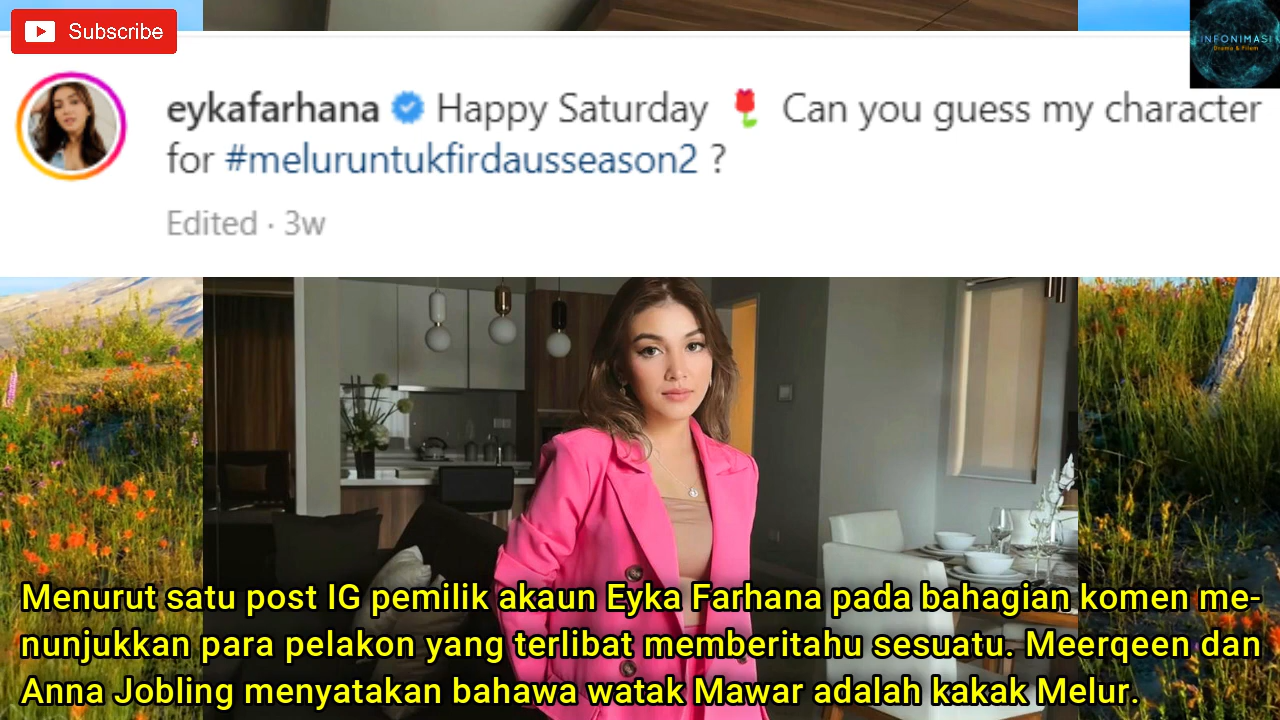 Subscribe
INFONIMASI
Drama & Filem
eykafarhana Happy Saturday 🌹 Can you guess my character
for #meluruntukfirdausseason2 ?
Edited · 3w
Menurut satu post IG pemilik akaun Eyka Farhana pada bahagian komen me-
nunjukkan para pelakon yang terlibat memberitahu sesuatu. Meerqeen dan
Anna Jobling menyatakan bahawa watak Mawar adalah kakak Melur.